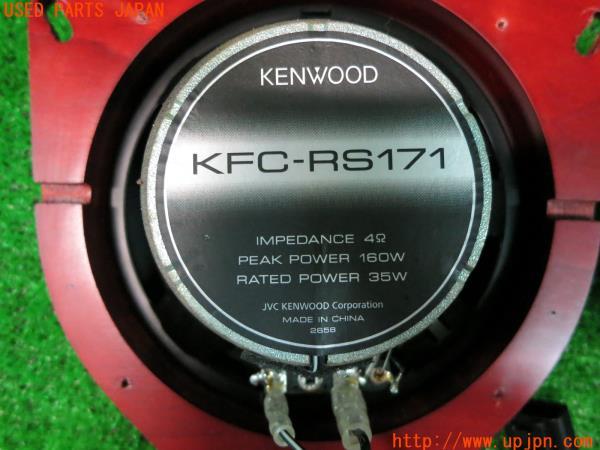 USED PARTS JAPAN
KENWOOD
KFC-RS171
IMPEDANCE 4Ω
PEAK POWER 160W
RATED POWER 35W
JVC KENWOOD Corporation
MADE IN CHINA
2656
http://www.upjpn.com/